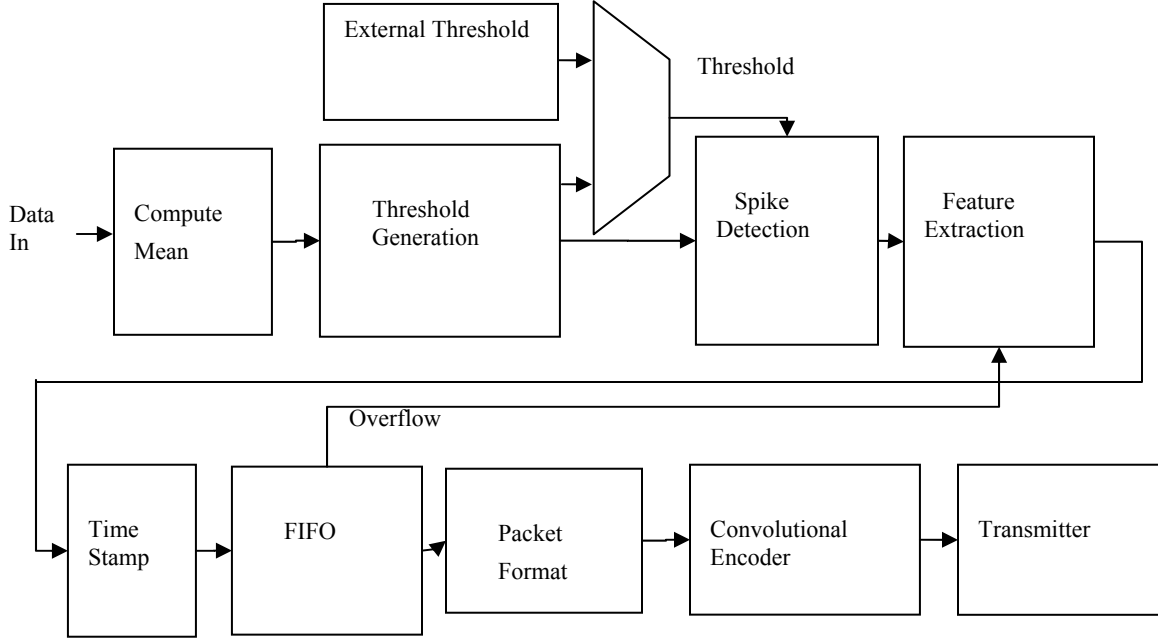 External Threshold
Threshold
Data
In
Compute
Mean
Threshold
Generation
Spike
Detection
Feature
Extraction
Overflow
Time
Stamp
FIFO
Packet
Format
Convolutional
Encoder
Transmitter